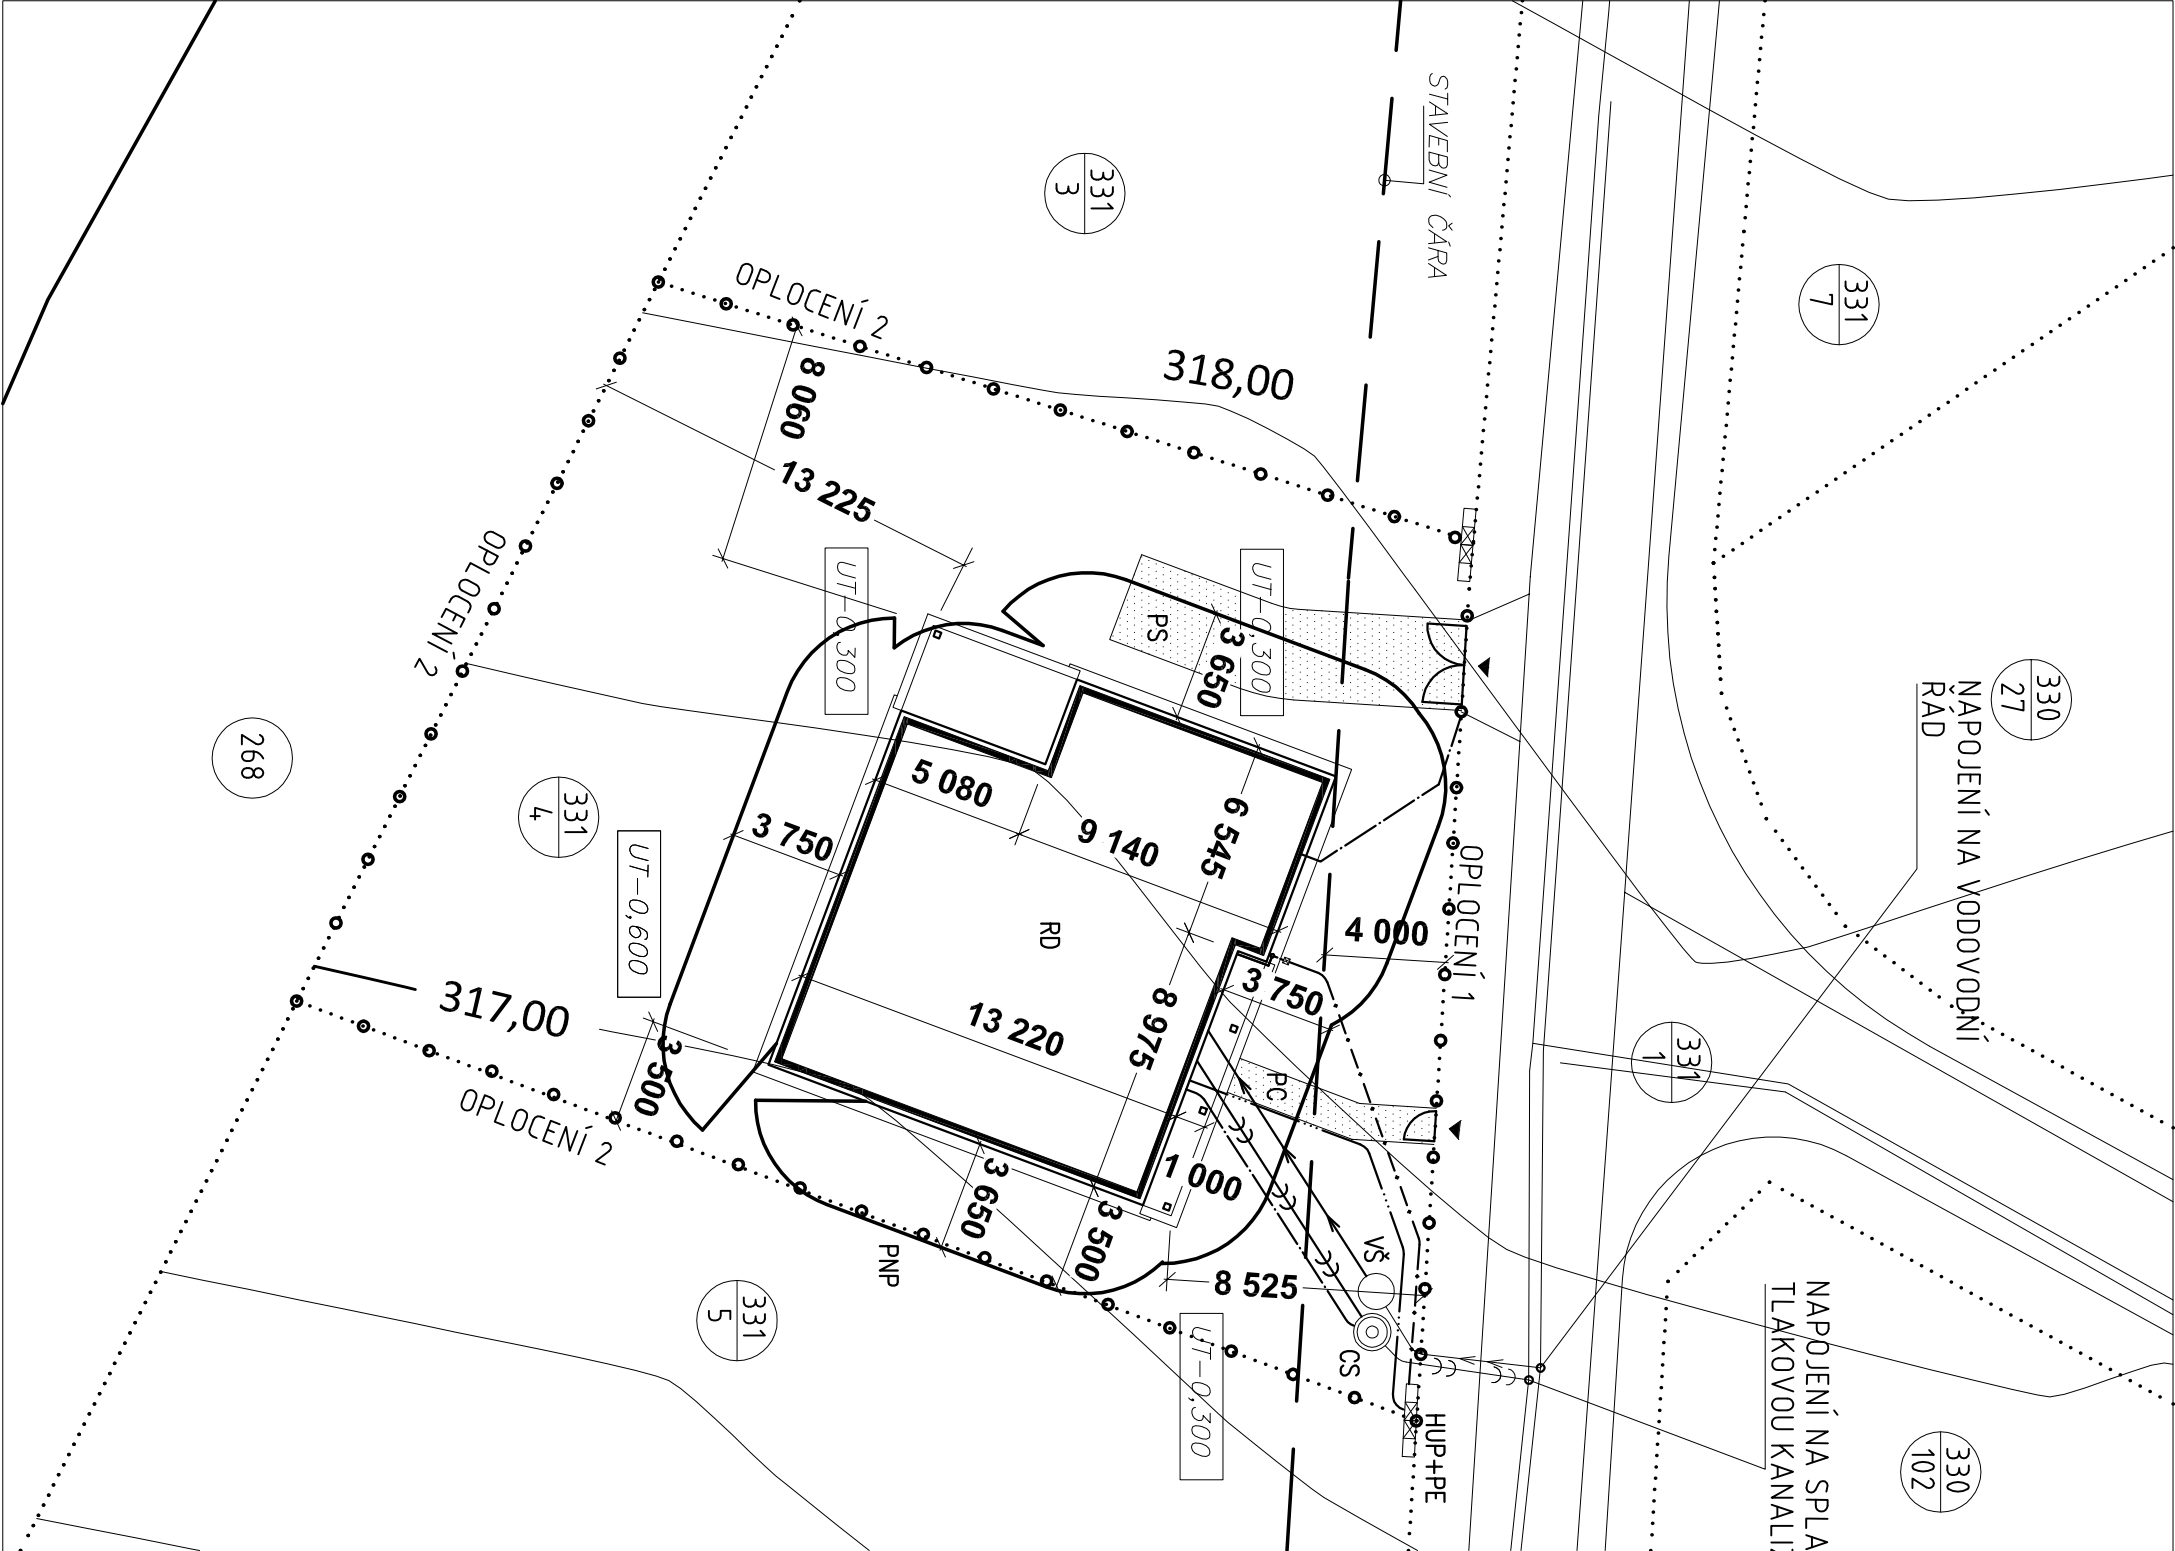 STAVEBNÍ ČÁRA
331
3
331
7
OPLOCENÍ 2
318,00
8 060
13 225
UT-0,300
UT-0,300
PS
3 650
330
27
NAPOJENÍ NA VODOVODNÍ
ŘÁD
OPLOCENÍ 2
268
331
4
5 080
3 750
9 140
6 545
UT-0,600
RD
4 000
OPLOCENÍ 1
3 750
317,00
13 220
8 975
3 500
331
1
PC
OPLOCENÍ 2
1 000
3 650
3 500
PNP
VŠ
8 525
331
5
UT-0,300
CS
HUP+PE
NAPOJENÍ NA SPLA
TLAKOVOU KANALI
330
102